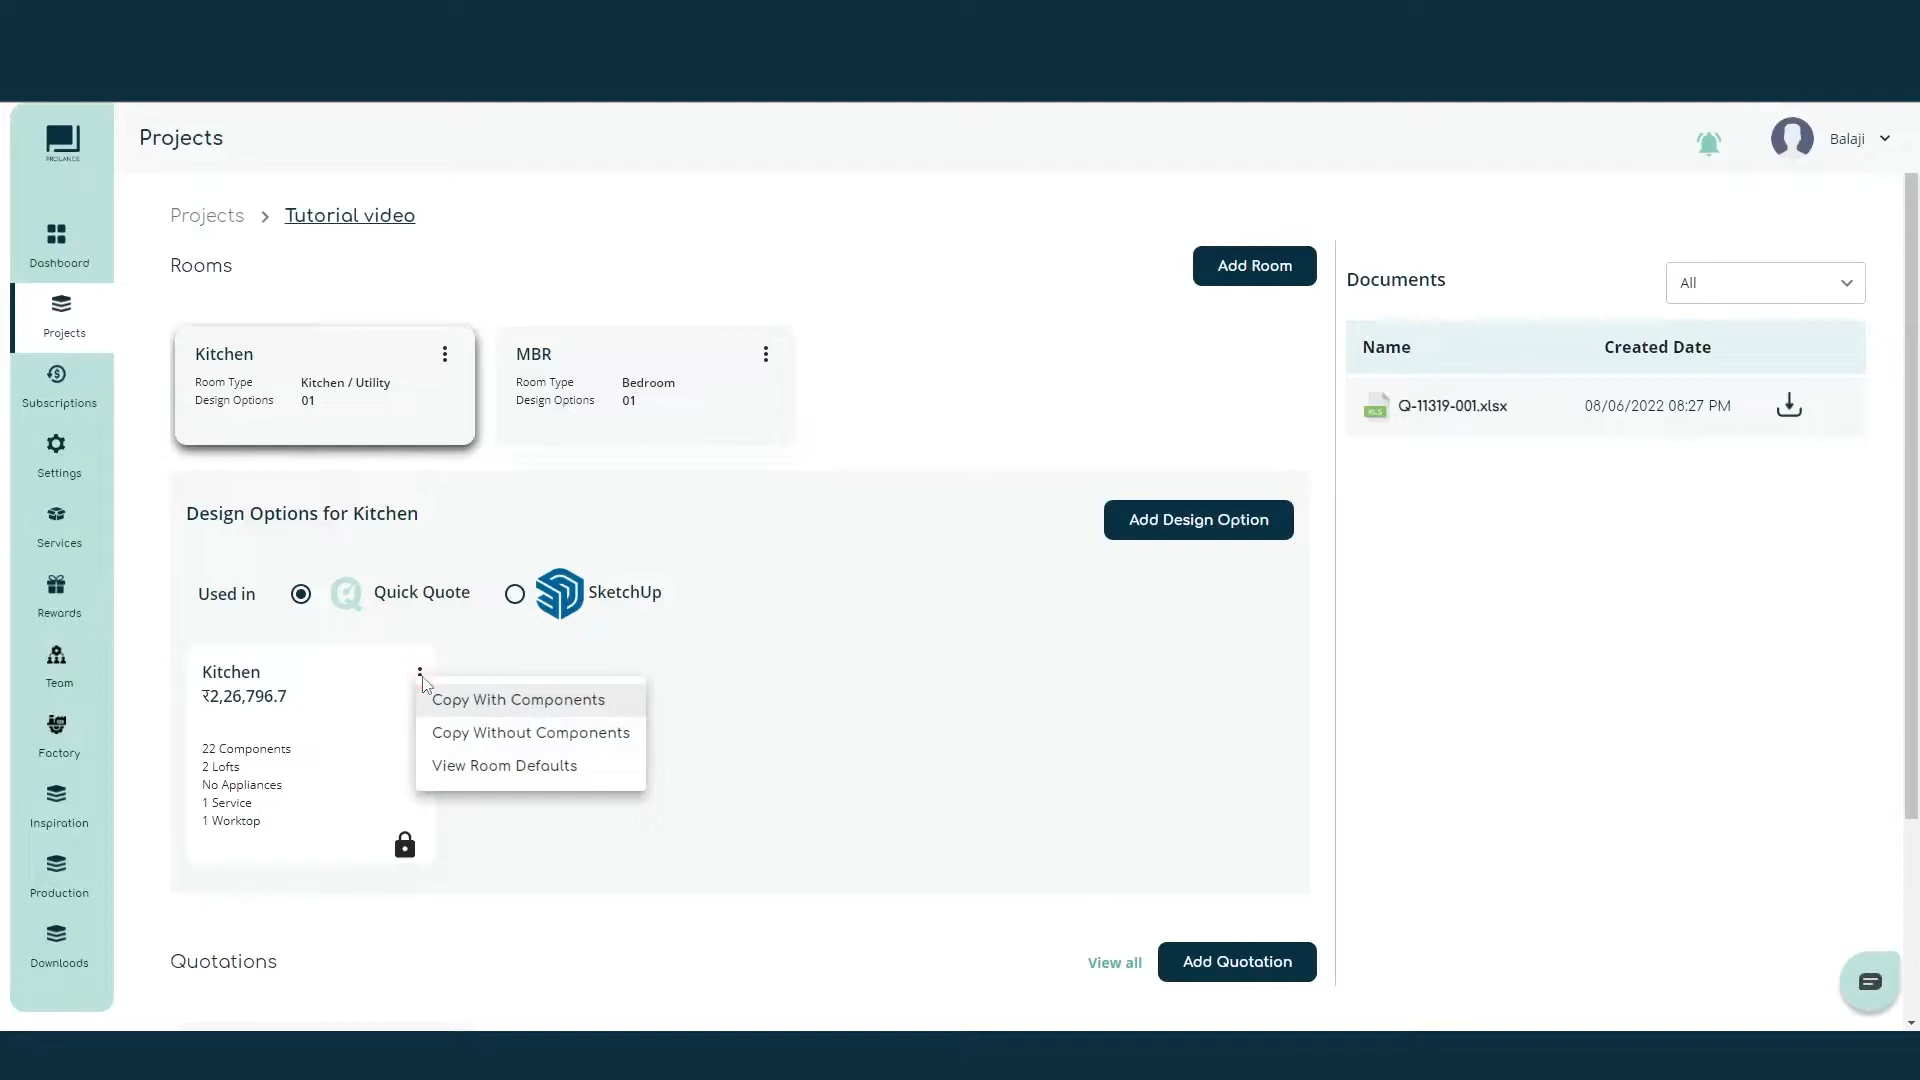 PROLANCE
Projects
Balaji
Dashboard
Projects
Subscriptions
Settings
Services
Rewards
Team
Factory
Inspiration
Production
Downloads
Projects > Tutorial video
Rooms
Add Room
Kitchen
Room Type Kitchen / Utility
Design Options 01
MBR
Room Type Bedroom
Design Options 01
Design Options for Kitchen
Add Design Option
Used in Quick Quote SketchUp
Kitchen
₹2,26,796.7
22 Components
2 Lofts
No Appliances
1 Service
1 Worktop
Copy With Components
Copy Without Components
View Room Defaults
Quotations
View all
Add Quotation
Documents
All
Name Created Date
XLS Q-11319-001.xlsx 08/06/2022 08:27 PM